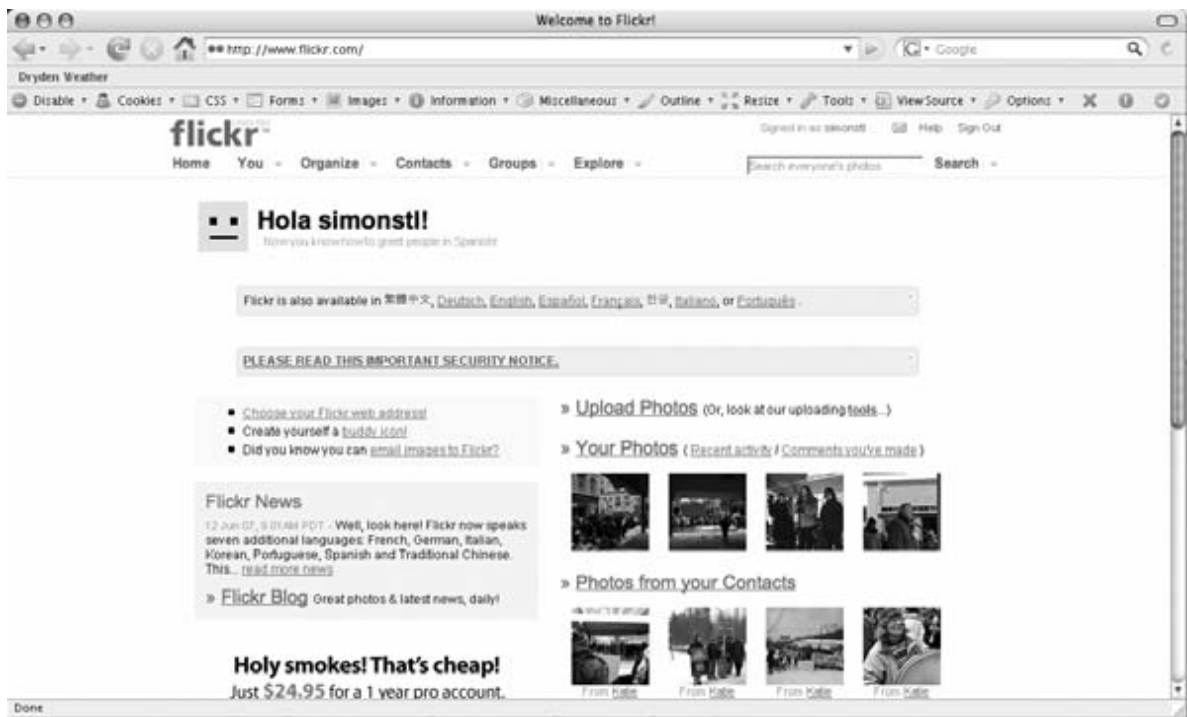 Welcome to Flickr!
http://www.flickr.com/ G Google
Dryden Weather
Disable Cookies CSS Forms Images Information Miscellaneous Outline Resize Tools View Source Options
flickr Signed in as simonstl Help Sign Out
Home You Organize Contacts Groups Explore Search everyone's photos Search
Hola simonstl!
Now you know how to greet people in Spanish!
Flickr is also available in 繁體中文, Deutsch, English, Español, Français, 한글, Italiano, or Português.
PLEASE READ THIS IMPORTANT SECURITY NOTICE.
Choose your Flickr web address!
Create yourself a buddy icon!
Did you know you can email images to Flickr?
» Upload Photos (Or, look at our uploading tools...)
» Your Photos ( Recent activity / Comments you've made )
Flickr News
12 Jun 07, 9.01AM PDT - Well, look here! Flickr now speaks
seven additional languages: French, German, Italian,
Korean, Portuguese, Spanish and Traditional Chinese.
This... read more news
» Flickr Blog Great photos & latest news, daily!
» Photos from your Contacts
From Katie From Katie From Katie From Katie
Holy smokes! That's cheap!
Just $24.95 for a 1 year pro account.
Done